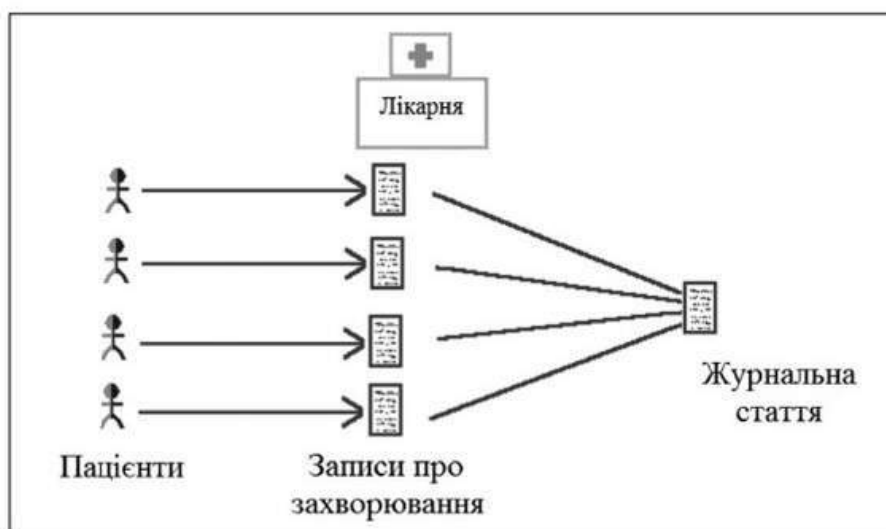 Лікарня
Журнальна
стаття
Пацієнти
Записи про
захворювання